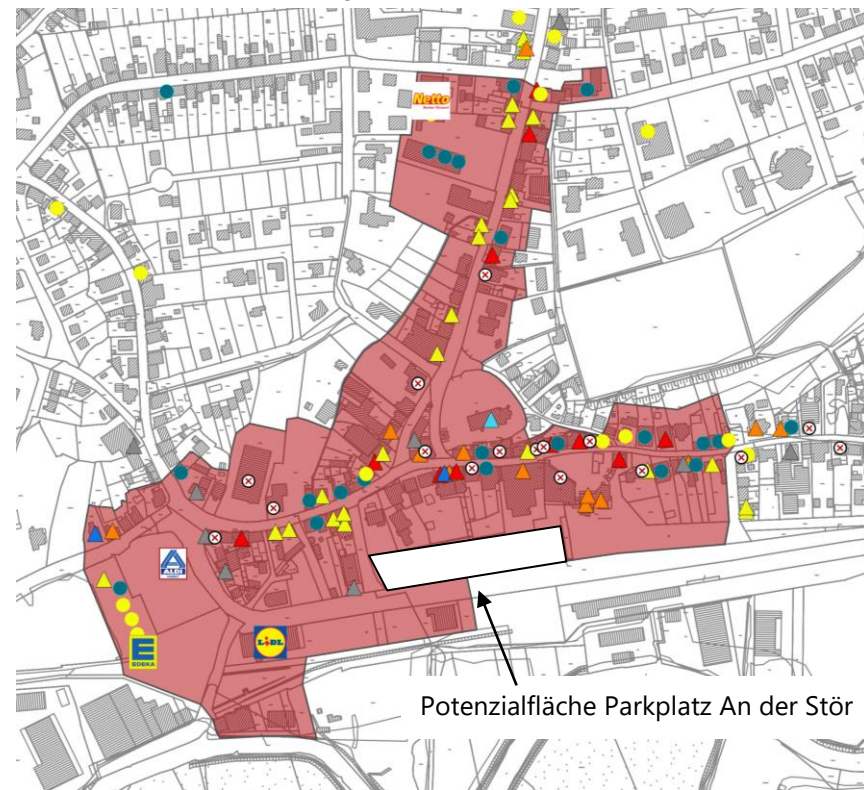 Netto
ALDI
E
EDEKA
LIDL
Potenzialfläche Parkplatz An der Stör